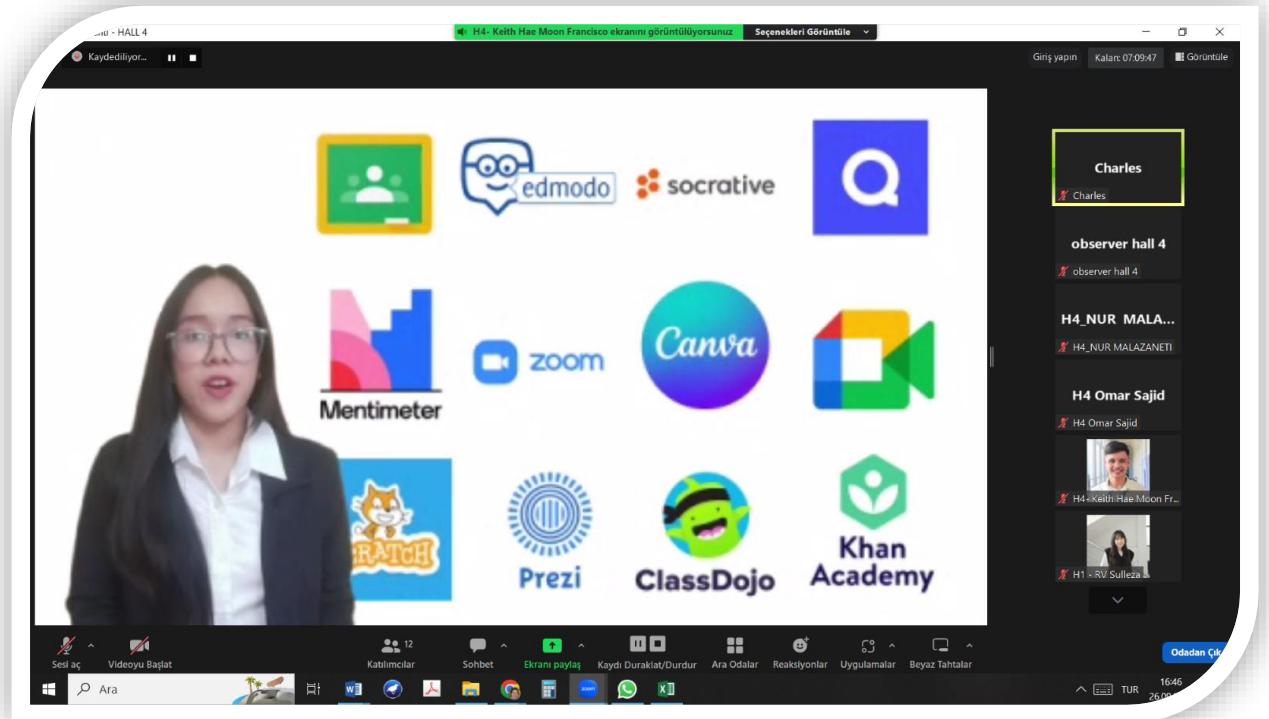 HALL 4
H4- Keith Hae Moon Francisco ekranını görüntülüyorsunuz
Seçenekleri Görüntüle
Kaydediliyor...
Giriş yapın
Kalan: 07:09:47
Görüntüle
edmodo
socrative
Q
Mentimeter
zoom
Canva
Prezi
ClassDojo
Khan
Academy
Charles
Charles
observer hall 4
observer hall 4
H4_NUR MALA...
H4_NUR MALAZANETI
H4 Omar Sajid
H4 Omar Sajid
H4- Keith Hae Moon Fr...
H1 - RV Sulleza
Sesi aç
Videoyu Başlat
12
Katılımcılar
Sohbet
Ekranı paylaş
Kaydı Duraklat/Durdur
Ara Odalar
Reaksiyonlar
Uygulamalar
Beyaz Tahtalar
Odadan Çık
Ara
zoom
TUR
16:46
26.09